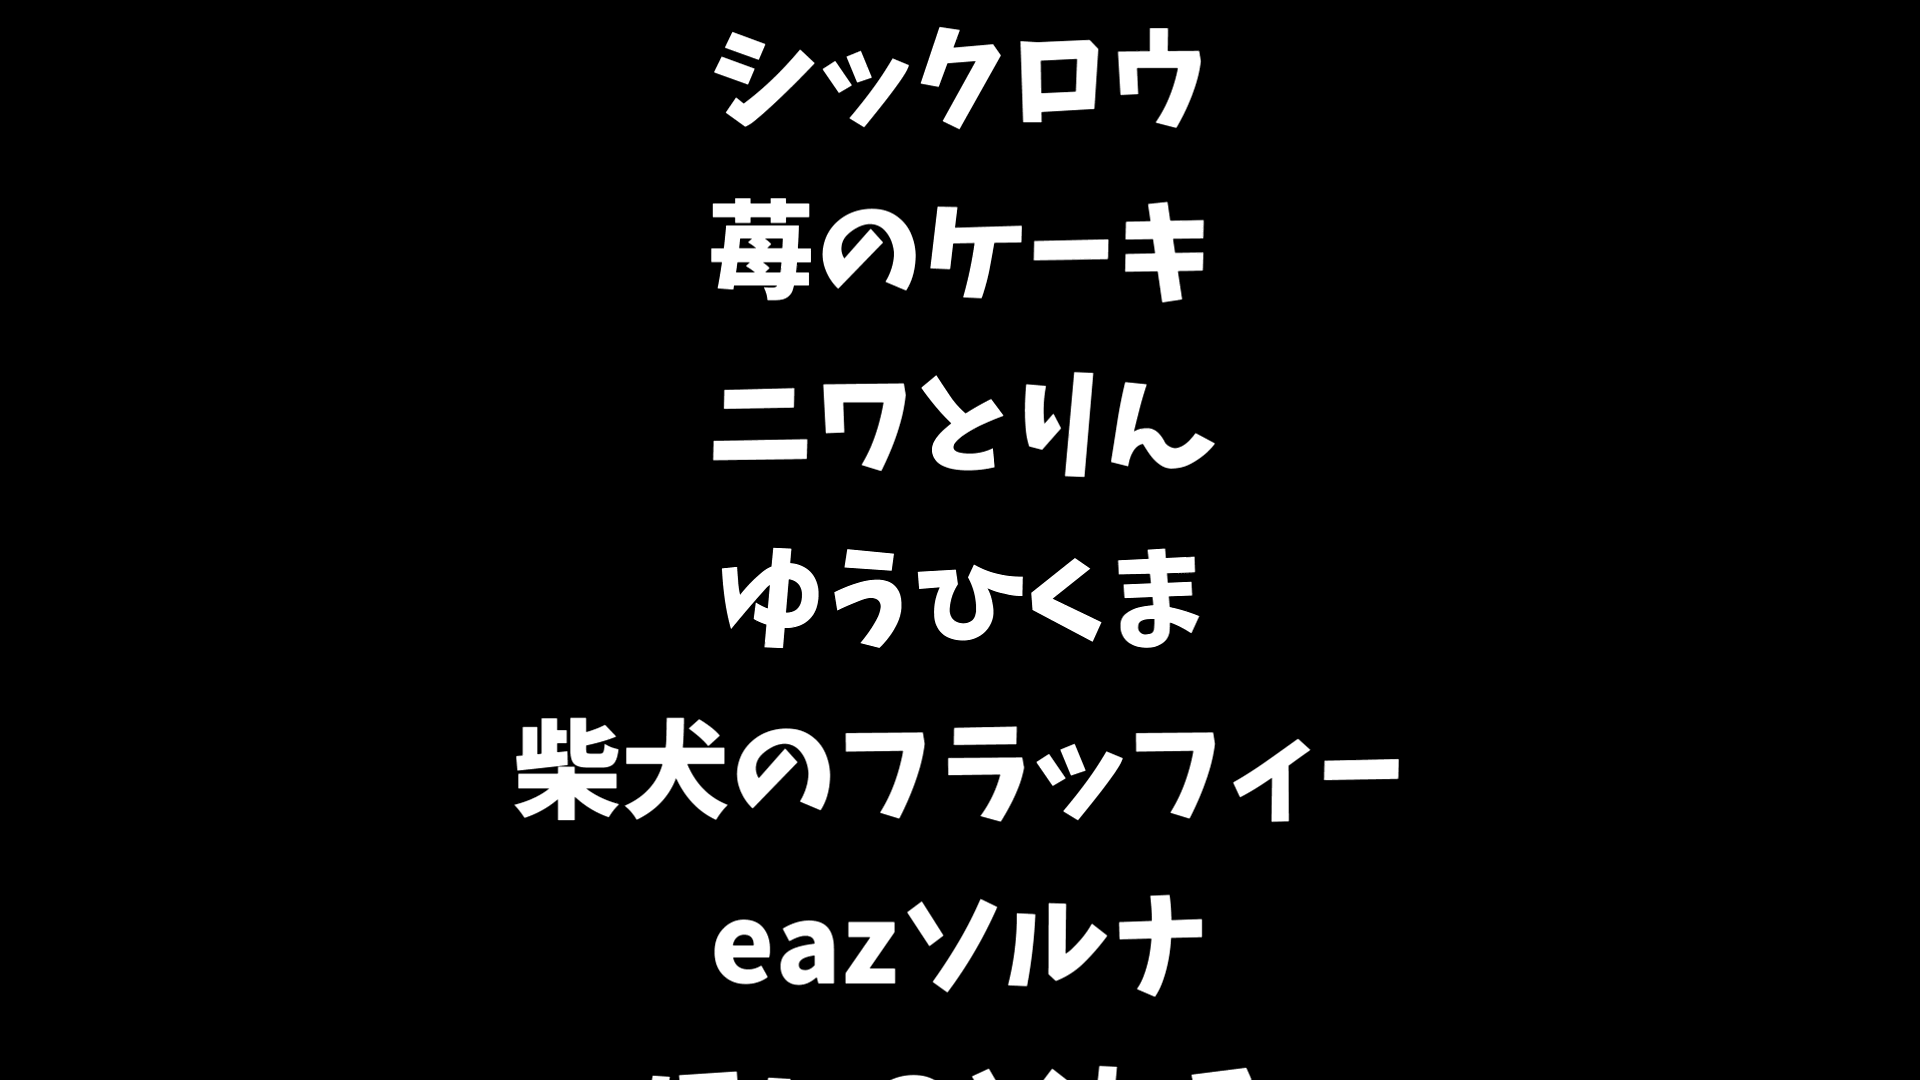 シックロウ
苺のケーキ
ニワとりん
ゆうひくま
柴犬のフラッフィー
eazソルナ